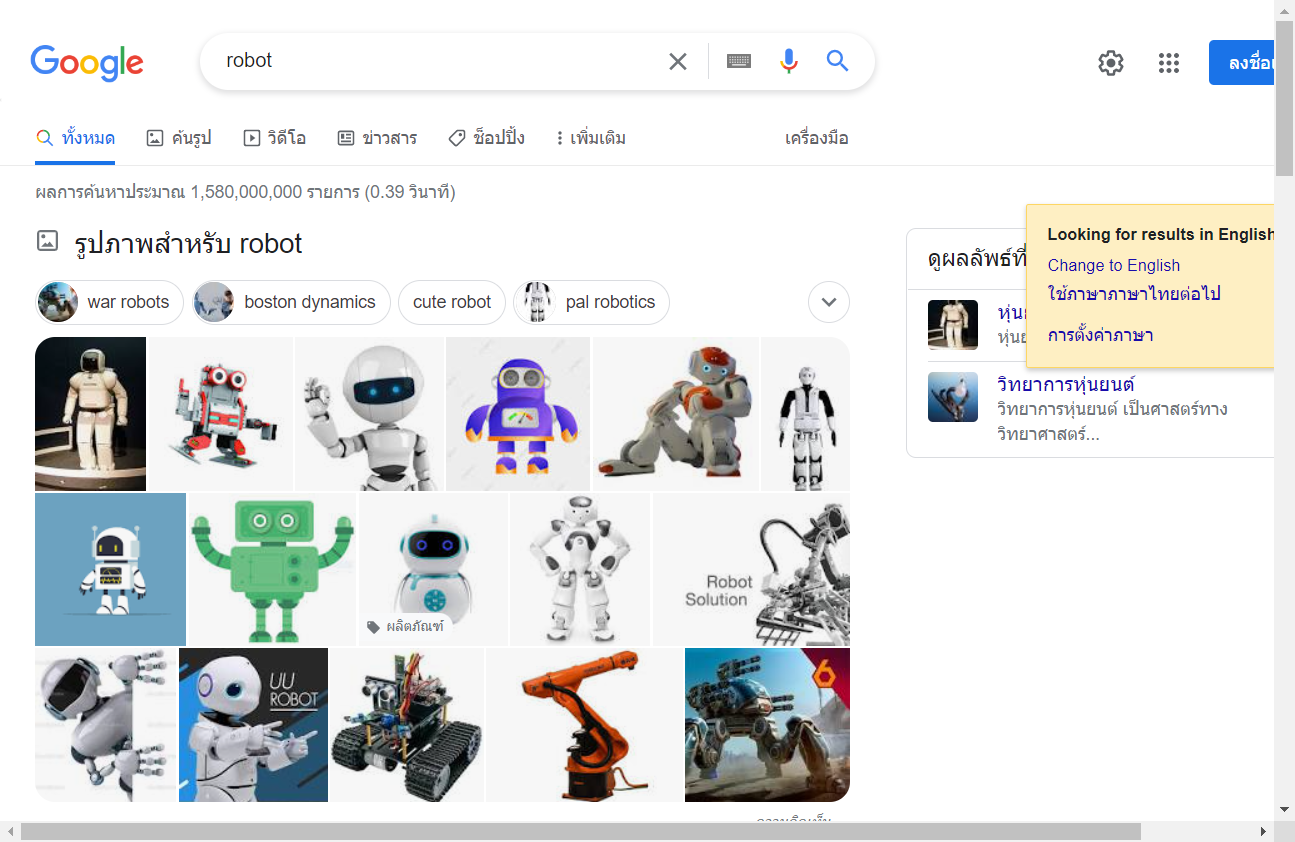 Google
robot
ลงชื่อเ
ทั้งหมด
ค้นรูป
วิดีโอ
ข่าวสาร
ช็อปปิ้ง
เพิ่มเติม
เครื่องมือ
ผลการค้นหาประมาณ 1,580,000,000 รายการ (0.39 วินาที)
รูปภาพสำหรับ robot
war robots
boston dynamics
cute robot
pal robotics
Robot
Solution
ผลิตภัณฑ์
UU
ROBOT
6
ดูผลลัพธ์ที่
หุ่น
หุ่น
วิทยาการหุ่นยนต์
วิทยาการหุ่นยนต์ เป็นศาสตร์ทาง
วิทยาศาสตร์...
Looking for results in English
Change to English
ใช้ภาษาภาษาไทยต่อไป
การตั้งค่าภาษา